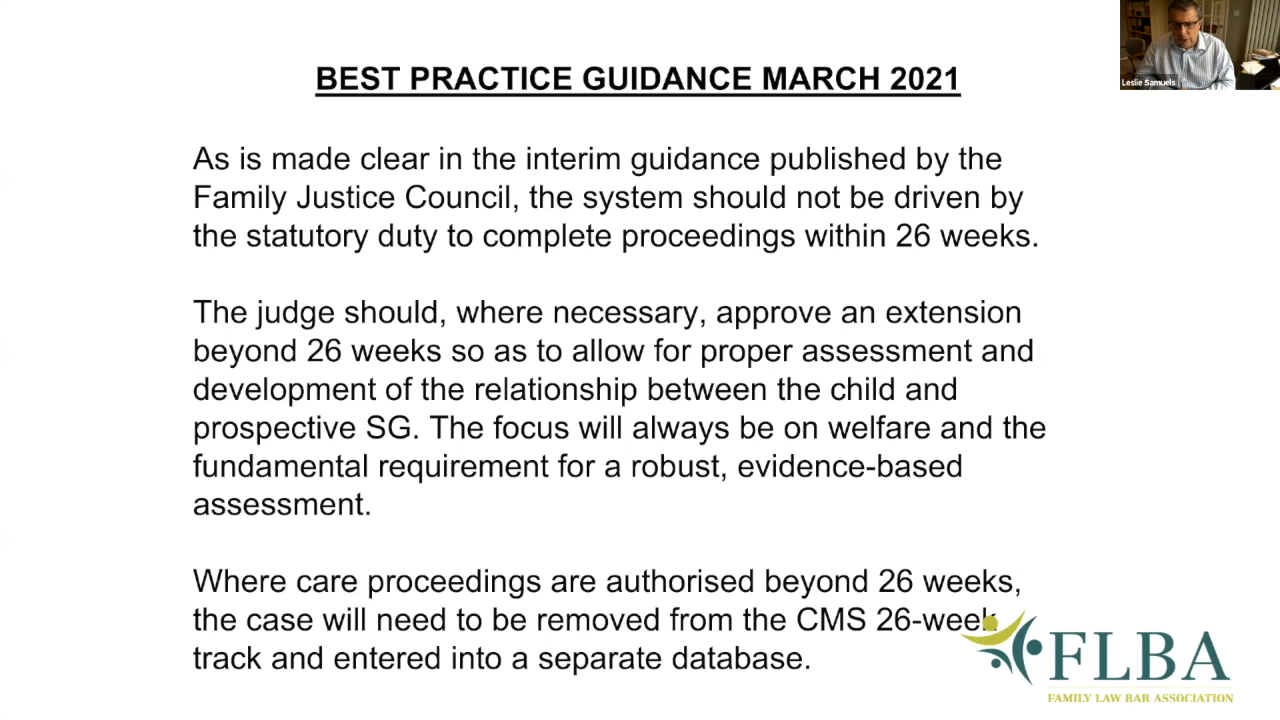 BEST PRACTICE GUIDANCE MARCH 2021
Leslie Samuels
As is made clear in the interim guidance published by the
Family Justice Council, the system should not be driven by
the statutory duty to complete proceedings within 26 weeks.
The judge should, where necessary, approve an extension
beyond 26 weeks so as to allow for proper assessment and
development of the relationship between the child and
prospective SG. The focus will always be on welfare and the
fundamental requirement for a robust, evidence-based
assessment.
Where care proceedings are authorised beyond 26 weeks,
the case will need to be removed from the CMS 26-week
track and entered into a separate database.
FLBA
FAMILY LAW BAR ASSOCIATION